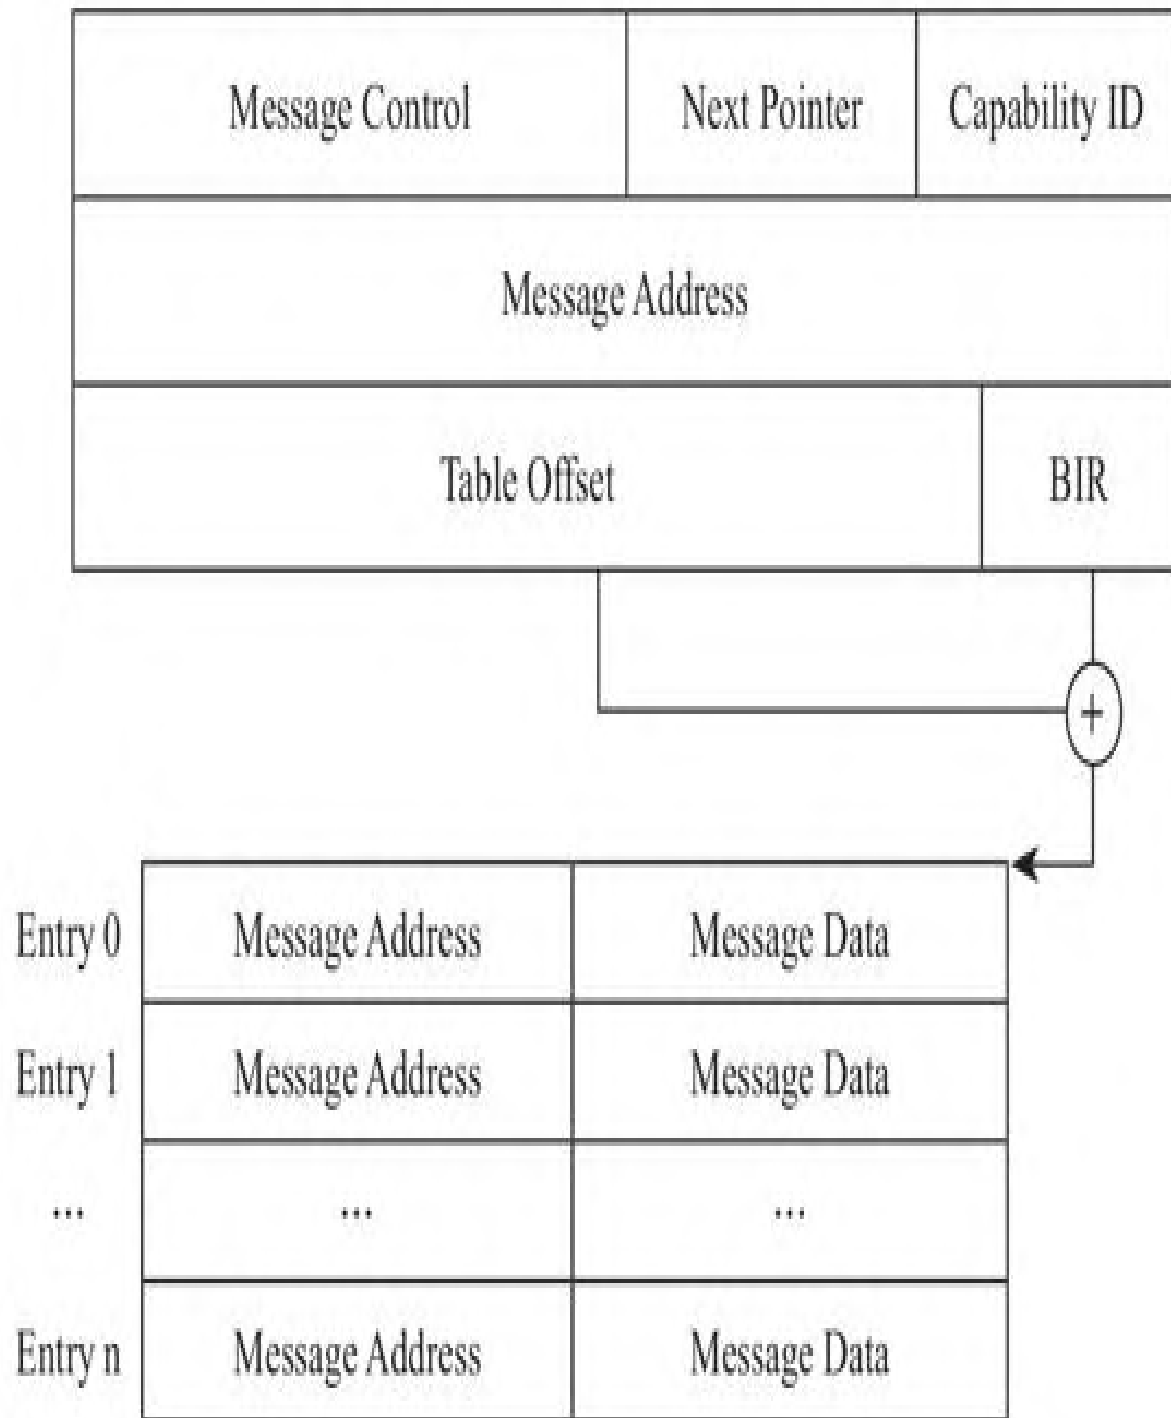 Message Control Next Pointer Capability ID
Message Address
Table Offset BIR
+
Entry 0 Message Address Message Data
Entry 1 Message Address Message Data
... ... ...
Entry n Message Address Message Data